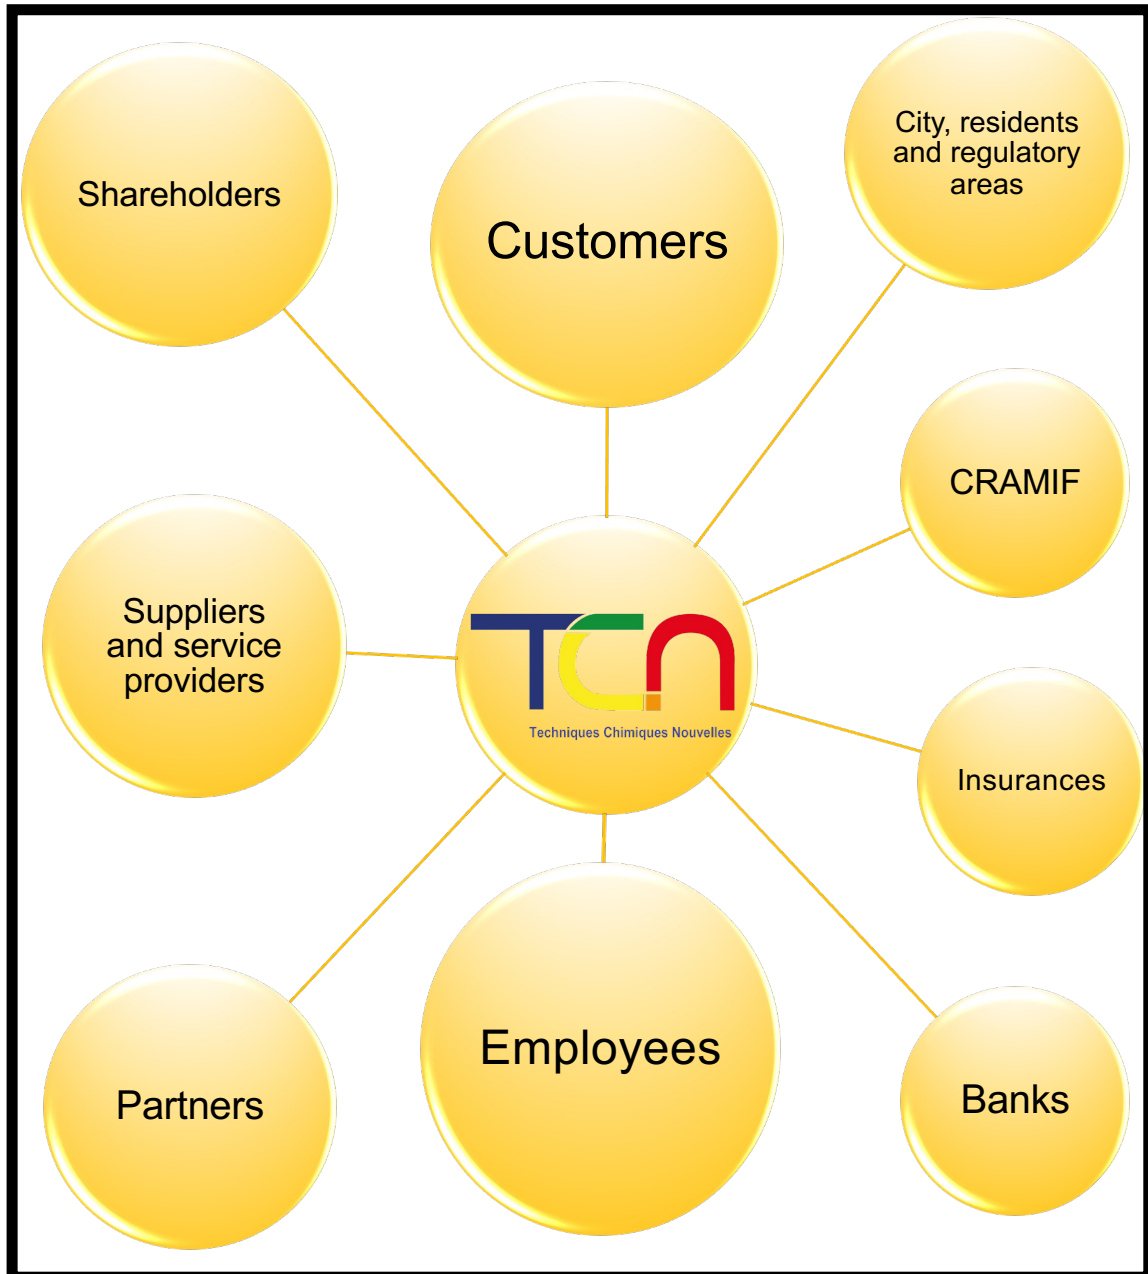 Shareholders
Customers
City, residents
and regulatory
areas
CRAMIF
Suppliers
and service
providers
TCN
Techniques Chimiques Nouvelles
Insurances
Partners
Employees
Banks